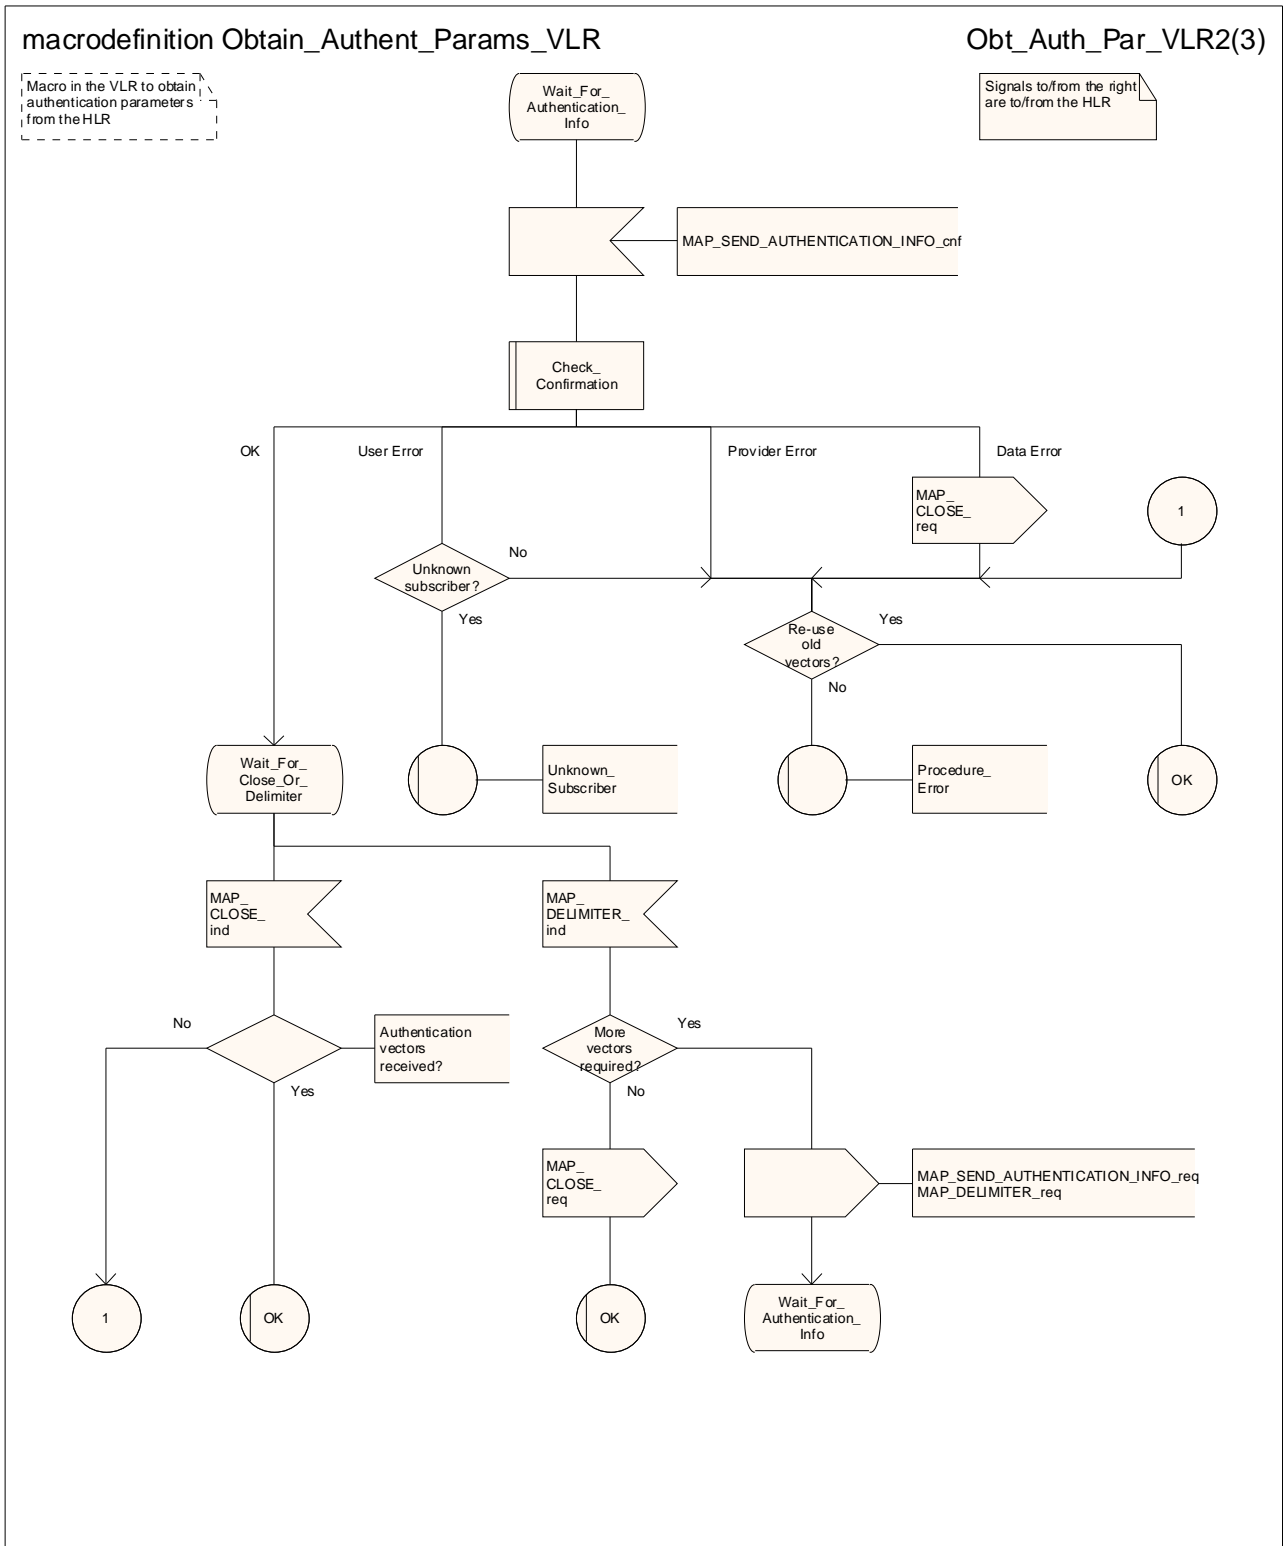 macrodefinition Obtain_Authent_Params_VLR
Obt_Auth_Par_VLR2(3)
Macro in the VLR to obtain
authentication parameters
from the HLR
Wait_For_
Authentication_
Info
Signals to/from the right
are to/from the HLR
MAP_SEND_AUTHENTICATION_INFO_cnf
Check_
Confirmation
OK
User Error
Provider Error
Data Error
MAP_
CLOSE_
req
1
Unknown
subscriber?
No
Yes
Re-use
old
vectors?
Yes
No
Wait_For_
Close_Or_
Delimiter
Unknown_
Subscriber
Procedure_
Error
OK
MAP_
CLOSE_
ind
MAP_
DELIMITER_
ind
No
Authentication
vectors
received?
Yes
More
vectors
required?
Yes
No
MAP_
CLOSE_
req
MAP_SEND_AUTHENTICATION_INFO_req
MAP_DELIMITER_req
1
OK
OK
Wait_For_
Authentication_
Info